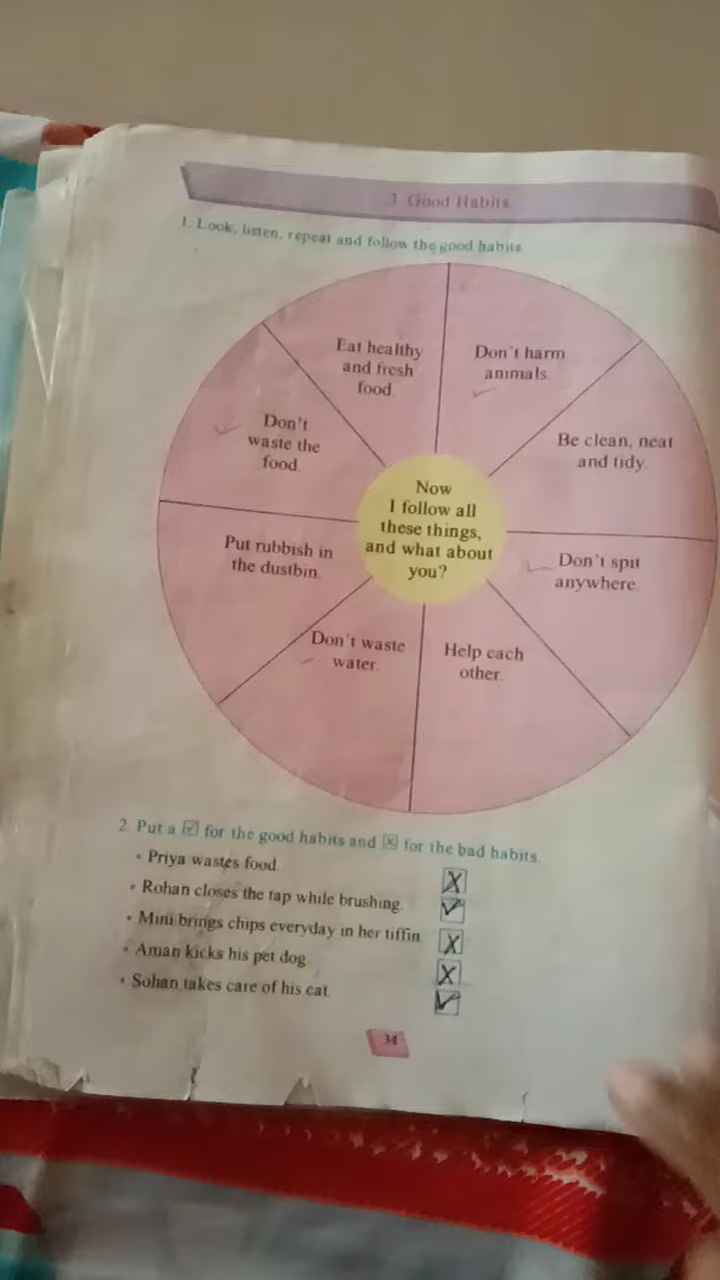 3. Good Habits
1. Look, listen, repeat and follow the good habits.
Eat healthy
and fresh
food.
Don't harm
animals.
Be clean, neat
and tidy.
Don't spit
anywhere.
Help each
other.
Don't waste
water.
Put rubbish in
the dustbin.
Don't
waste the
food.
Now
I follow all
these things,
and what about
you?
2. Put a ☑ for the good habits and ☒ for the bad habits.
• Priya wastes food. ☒
• Rohan closes the tap while brushing. ☑
• Mini brings chips everyday in her tiffin. ☒
• Aman kicks his pet dog. ☒
• Sohan takes care of his cat. ☑
34